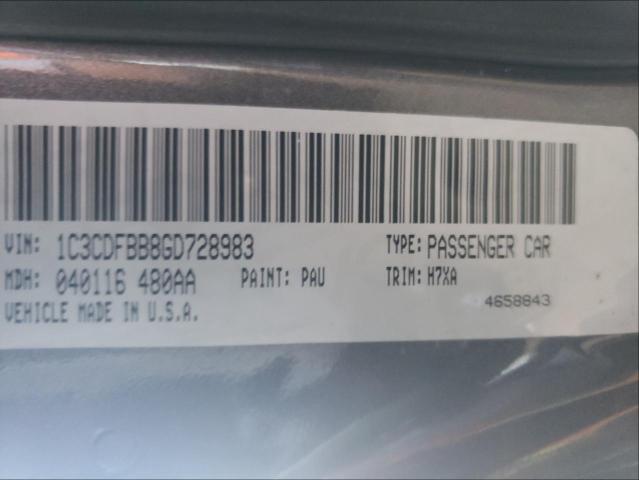 VIN: 1C3CDFBB8GD728983 TYPE: PASSENGER CAR
MDH: 040116 480AA PAINT: PAU TRIM: H7XA
VEHICLE MADE IN U.S.A. 4658843